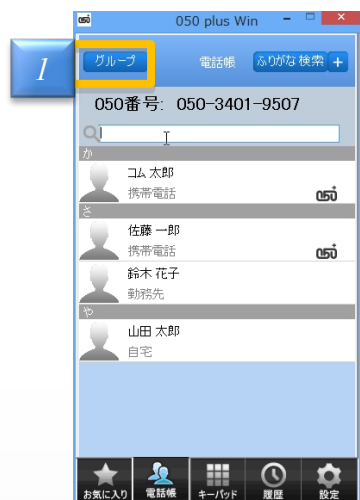 050 050 plus Win
1
グループ 電話帳 ふりがな検索 +
050番号: 050-3401-9507
か
コム 太郎
携帯電話 050
さ
佐藤 一郎
携帯電話 050
鈴木 花子
勤務先
や
山田 太郎
自宅
お気に入り 電話帳 キーパッド 履歴 設定